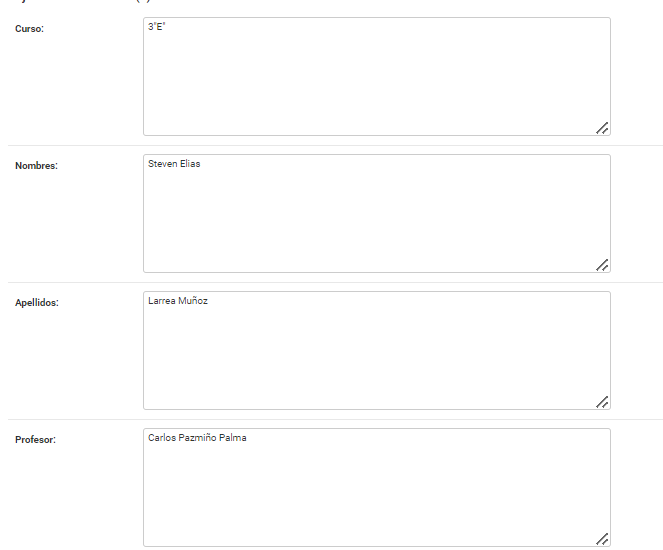 Curso:
3"E"
Nombres:
Steven Elias
Apellidos:
Larrea Muñoz
Profesor:
Carlos Pazmiño Palma